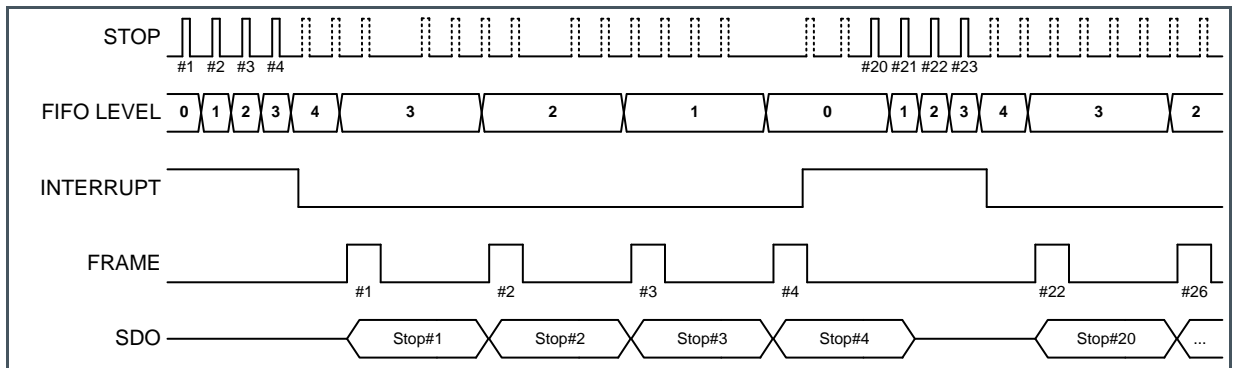 STOP
#1 #2 #3 #4 #20 #21 #22 #23
FIFO LEVEL 0 1 2 3 4 3 2 1 0 1 2 3 4 3 2
INTERRUPT
FRAME
#1 #2 #3 #4 #22 #26
SDO Stop#1 Stop#2 Stop#3 Stop#4 Stop#20 ...